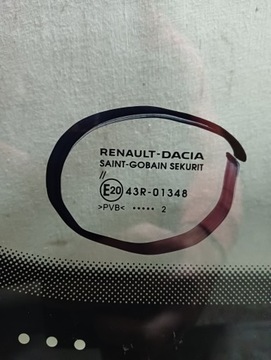 RENAULT-DACIA
SAINT-GOBAIN SEKURIT
//
E20 43R-01348
>PVB< ····· 2